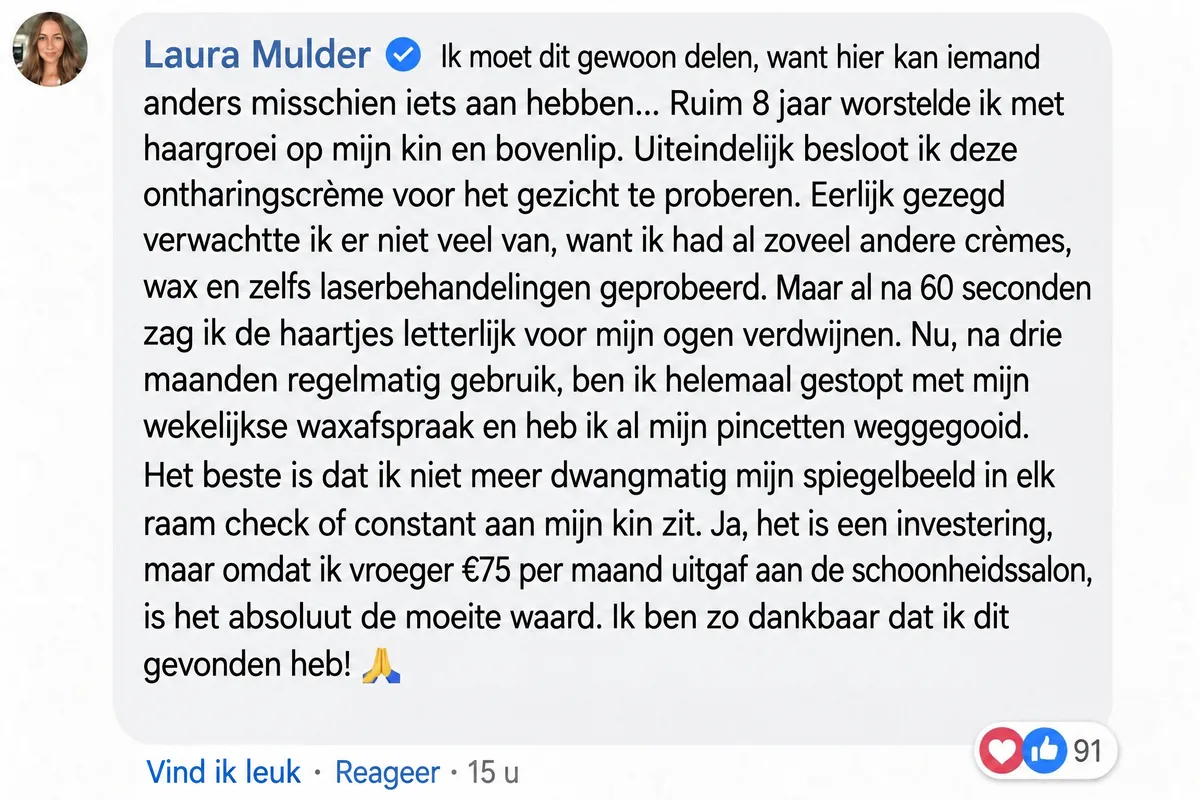 Laura Mulder Ik moet dit gewoon delen, want hier kan iemand
anders misschien iets aan hebben... Ruim 8 jaar worstelde ik met
haargroei op mijn kin en bovenlip. Uiteindelijk besloot ik deze
ontharingscrème voor het gezicht te proberen. Eerlijk gezegd
verwachtte ik er niet veel van, want ik had al zoveel andere crèmes,
wax en zelfs laserbehandelingen geprobeerd. Maar al na 60 seconden
zag ik de haartjes letterlijk voor mijn ogen verdwijnen. Nu, na drie
maanden regelmatig gebruik, ben ik helemaal gestopt met mijn
wekelijkse waxafspraak en heb ik al mijn pincetten weggegooid.
Het beste is dat ik niet meer dwangmatig mijn spiegelbeeld in elk
raam check of constant aan mijn kin zit. Ja, het is een investering,
maar omdat ik vroeger €75 per maand uitgaf aan de schoonheidssalon,
is het absoluut de moeite waard. Ik ben zo dankbaar dat ik dit
gevonden heb! 🙏
91
Vind ik leuk · Reageer · 15 u